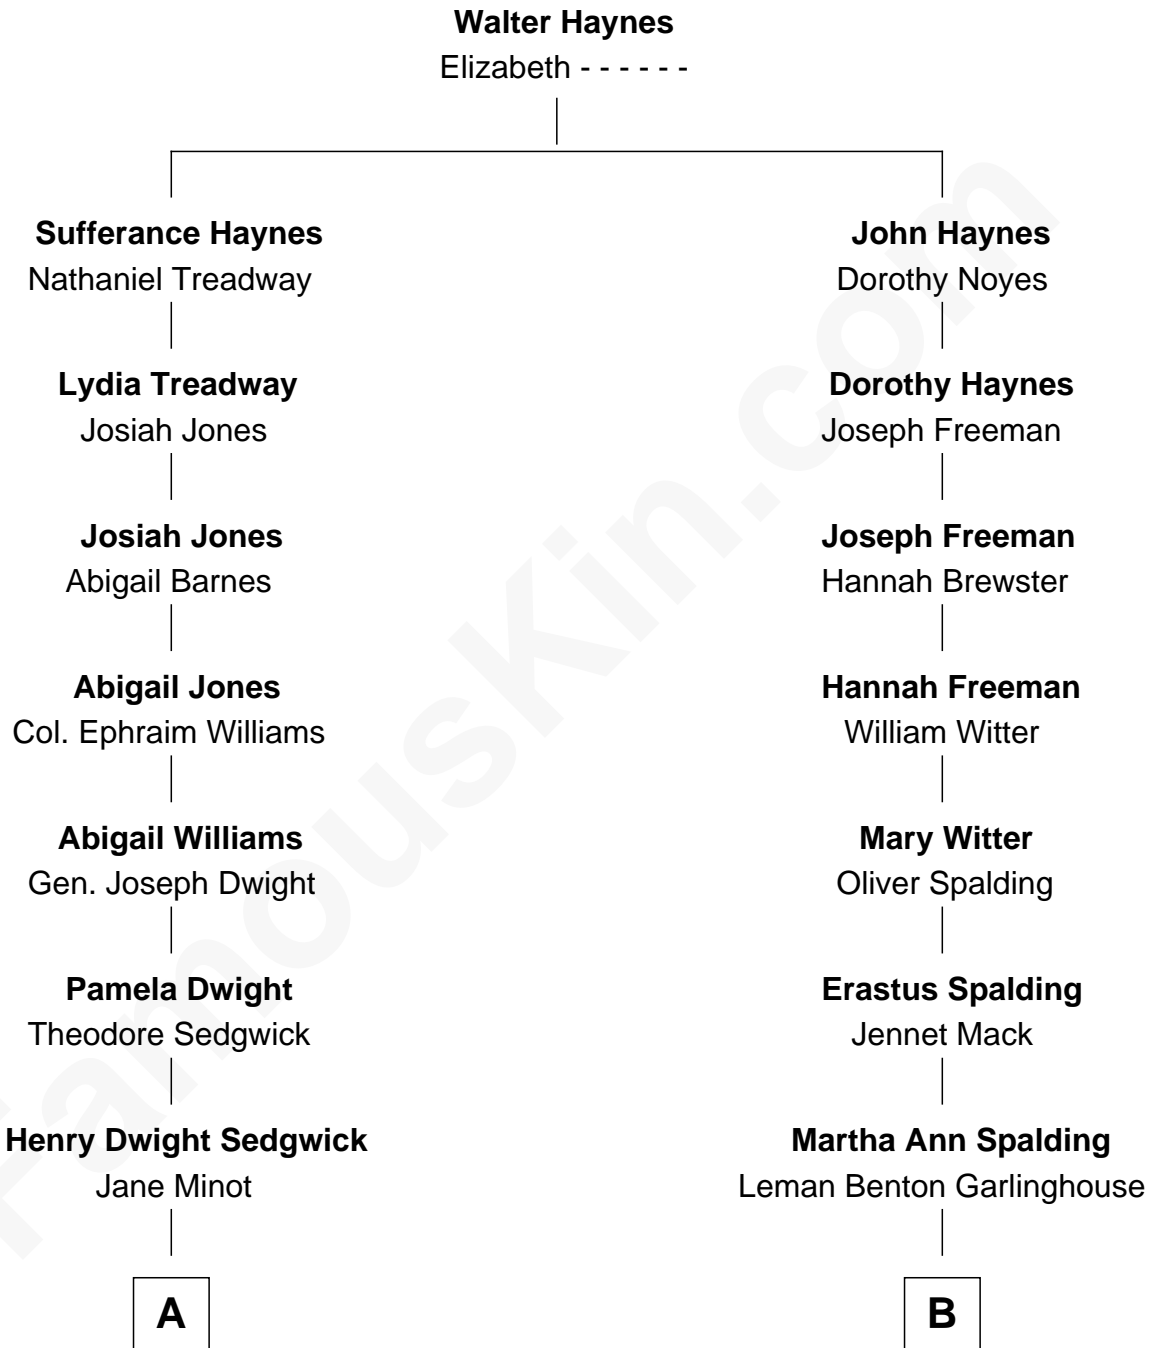 Walter Haynes
Elizabeth - - - - - -
Sufferance Haynes
Nathaniel Treadway
John Haynes
Dorothy Noyes
Lydia Treadway
Josiah Jones
Dorothy Haynes
Joseph Freeman
Josiah Jones
Abigail Barnes
Joseph Freeman
Hannah Brewster
Abigail Jones
Col. Ephraim Williams
Hannah Freeman
William Witter
Abigail Williams
Gen. Joseph Dwight
Mary Witter
Oliver Spalding
Pamela Dwight
Theodore Sedgwick
Erastus Spalding
Jennet Mack
Henry Dwight Sedgwick
Jane Minot
Martha Ann Spalding
Leman Benton Garlinghouse
A
B
FamousKin.com